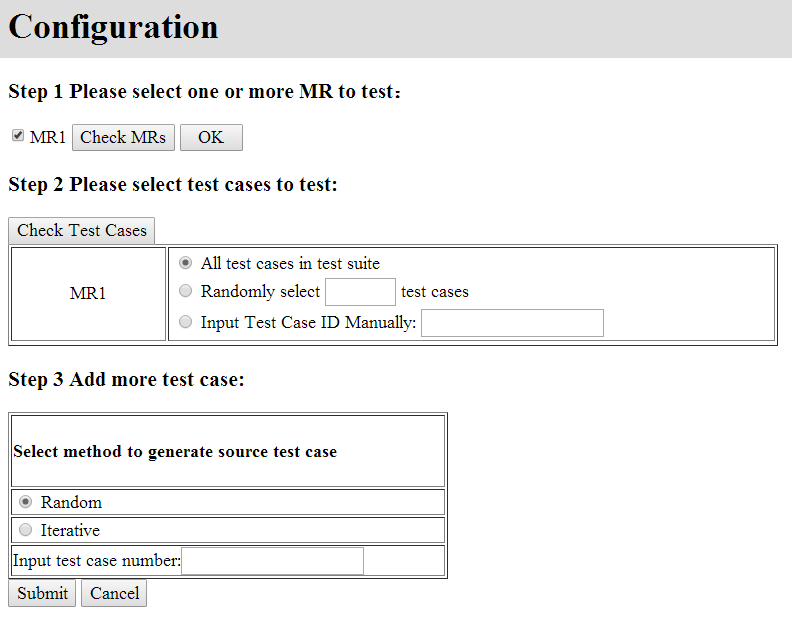 Configuration
Step 1 Please select one or more MR to test：
MR1 Check MRs OK
Step 2 Please select test cases to test:
Check Test Cases
MR1
All test cases in test suite
Randomly select test cases
Input Test Case ID Manually:
Step 3 Add more test case:
Select method to generate source test case
Random
Iterative
Input test case number:
Submit Cancel